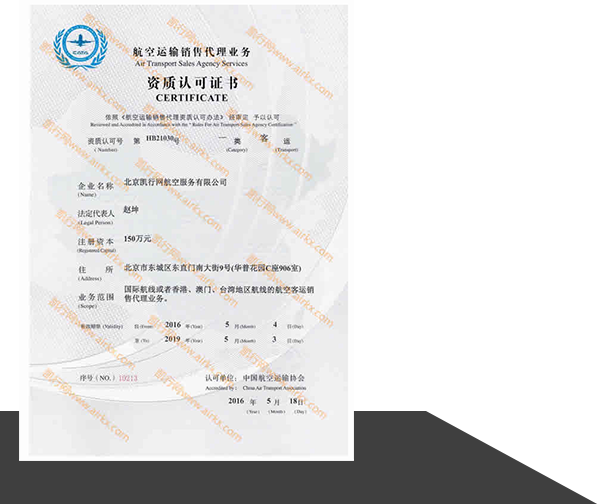 航空运输销售代理业务
Air Transport Sales Agency Services
资质认可证书
CERTIFICATE
依照《航空运输销售代理资质认可办法》 经审定 予以认可
Reviewed and Accredited in Accordance with the " Rules For Air Transport Sales Agency Certification "
资质认可号 第 HB21030号 一 类 客 运
( Number) (Category) (Transport)
企业名称 北京凯行网航空服务有限公司
(Name)
法定代表人 赵坤
(Legal Person)
注册资本 150万元
(Registered Capital)
住 所 北京市东城区东直门南大街9号(华普花园C座906室)
(Address)
业务范围 国际航线或者香港、澳门、台湾地区航线的航空客运销
售代理业务。
(Scope)
有效期限 (Validity) 自 (From) 2016 年 (Year) 5 月 (Month) 4 日 (Day)
至 (To) 2019 年 (Year) 5 月 (Month) 3 日 (Day)
序号 ( NO. ) 10213
认可单位: 中国航空运输协会
Accredited by : China Air Transport Association
2016 年 5 月 18日
(Year) (Month) (Day)
凯行网www.airkx.com